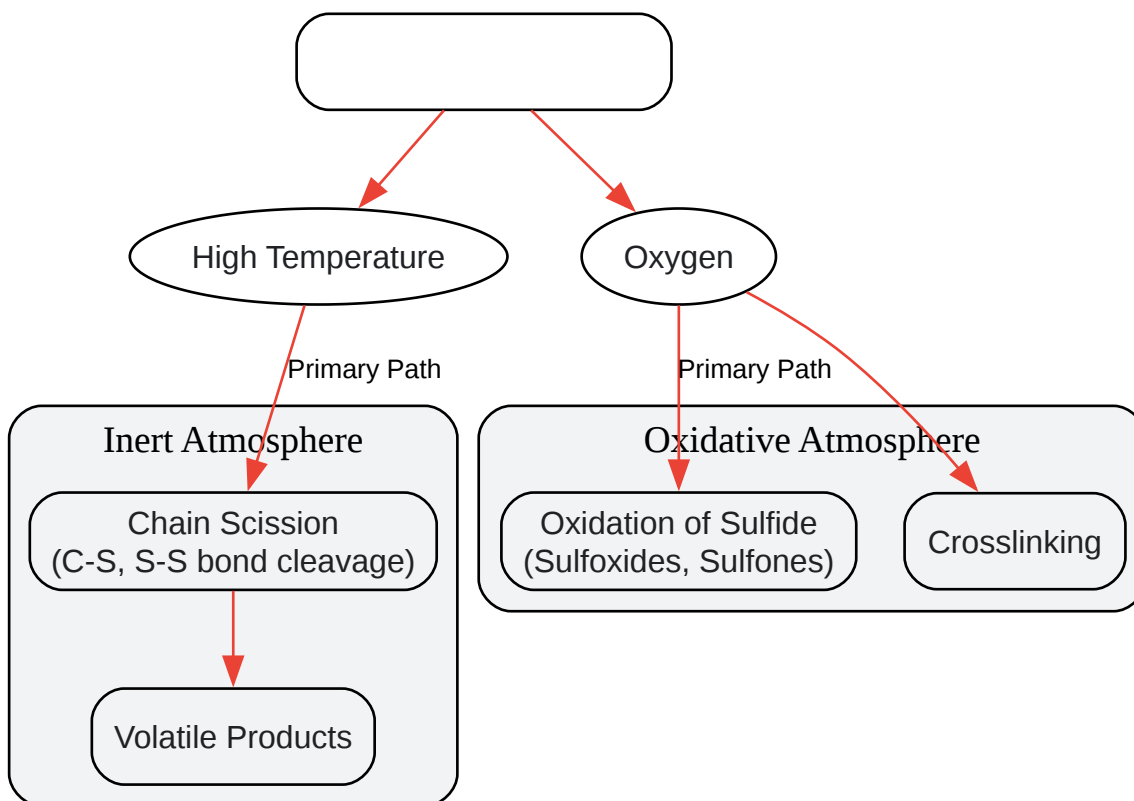 High Temperature
Oxygen
Primary Path
Primary Path
Inert Atmosphere
Oxidative Atmosphere
Chain Scission
(C-S, S-S bond cleavage)
Oxidation of Sulfide
(Sulfoxides, Sulfones)
Crosslinking
Volatile Products